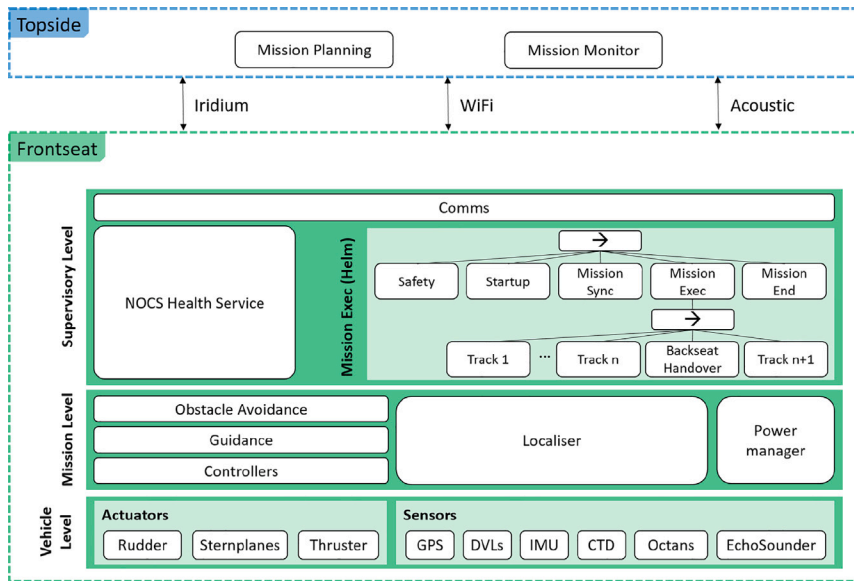 Topside
Mission Planning
Mission Monitor
Iridium
WiFi
Acoustic
Frontseat
Supervisory Level
Comms
NOCS Health Service
Mission Exec (Helm)
→
Safety
Startup
Mission
Sync
Mission
Exec
Mission
End
→
Track 1
...
Track n
Backseat
Handover
Track n+1
Mission Level
Obstacle Avoidance
Guidance
Controllers
Localiser
Power
manager
Vehicle
Level
Actuators
Rudder
Sternplanes
Thruster
Sensors
GPS
DVLs
IMU
CTD
Octans
EchoSounder